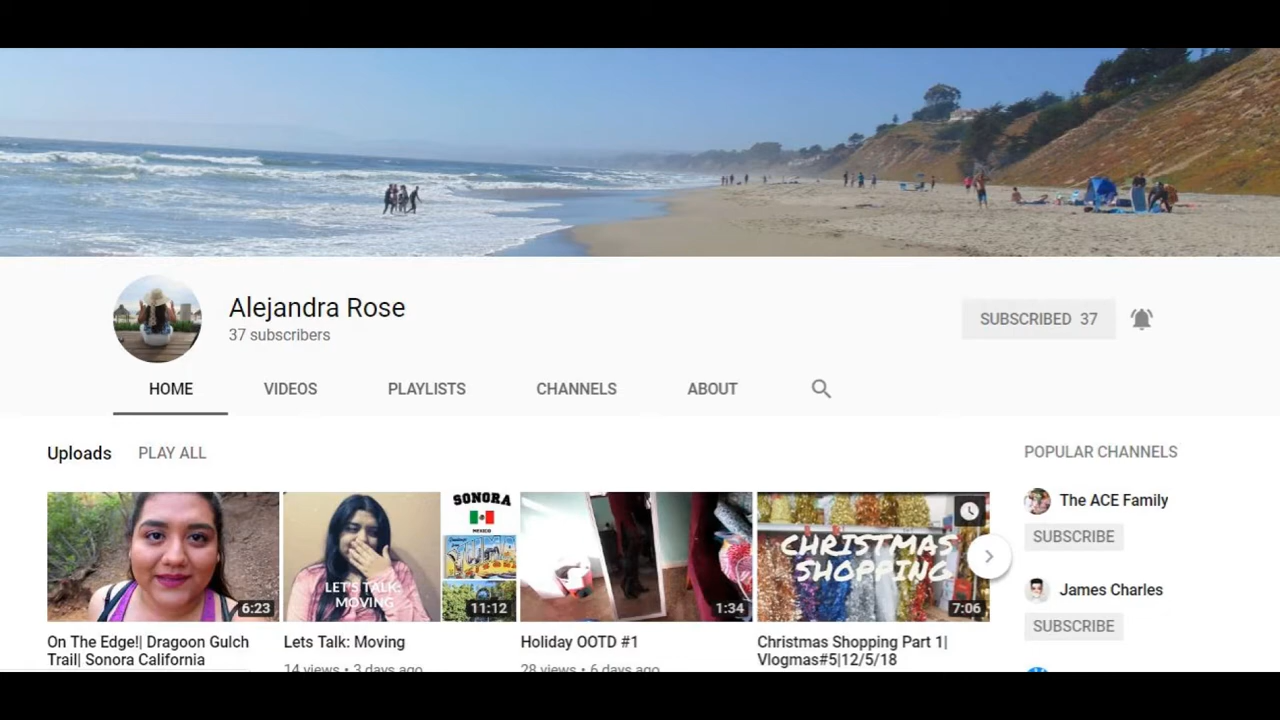 Alejandra Rose
37 subscribers
SUBSCRIBED 37
HOME
VIDEOS
PLAYLISTS
CHANNELS
ABOUT
Uploads
PLAY ALL
6:23
On The Edge!| Dragoon Gulch
Trail| Sonora California
LET'S TALK:
MOVING
SONORA
MEXICO
11:12
Lets Talk: Moving
14 views • 3 days ago
1:34
Holiday OOTD #1
28 views • 6 days ago
CHRISTMAS
SHOPPING
7:06
Christmas Shopping Part 1|
Vlogmas#5|12/5/18
POPULAR CHANNELS
The ACE Family
SUBSCRIBE
James Charles
SUBSCRIBE